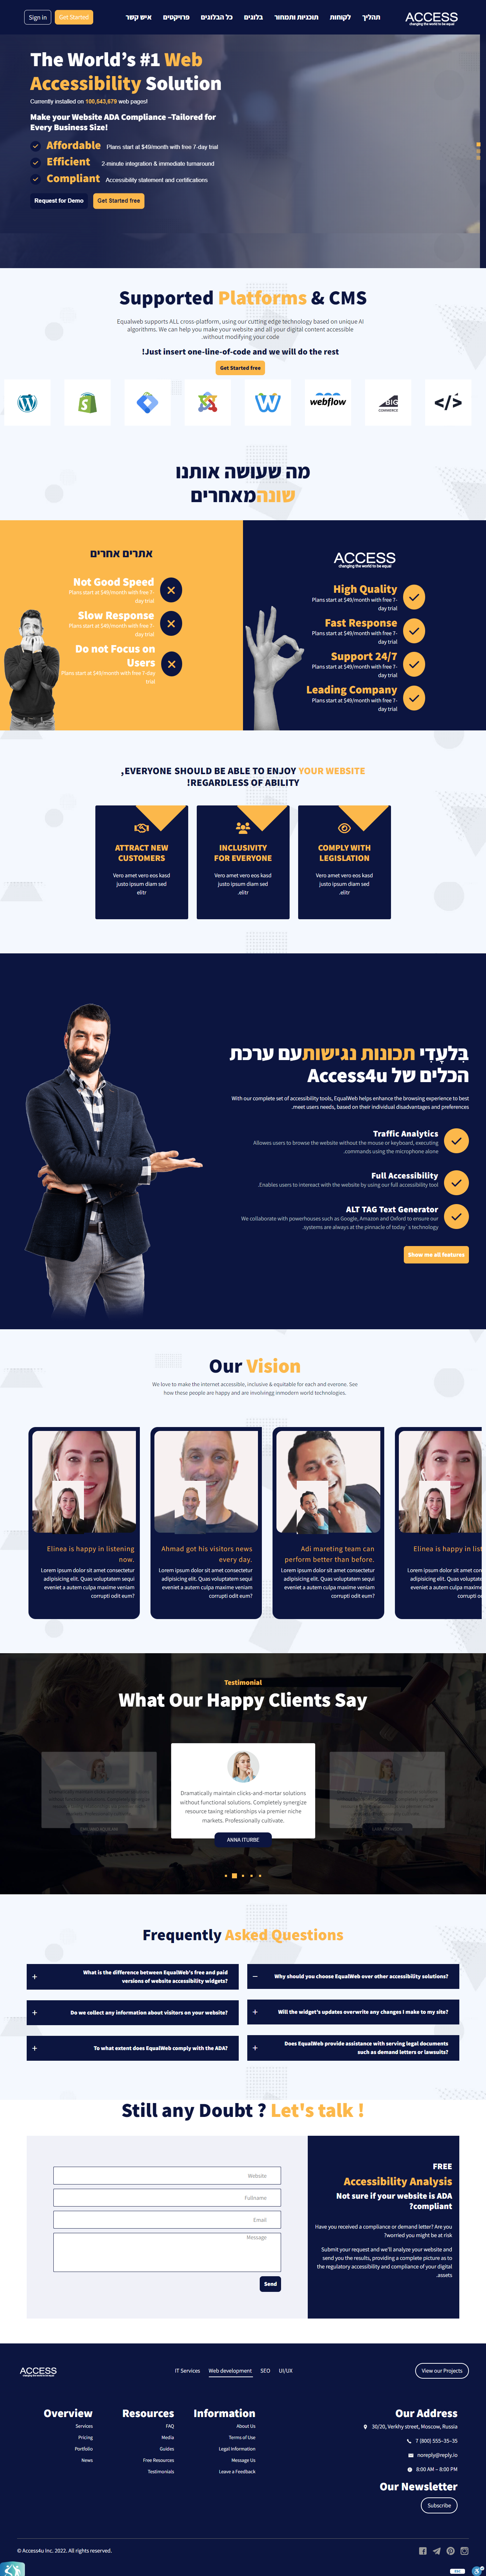 Sign in
Get Started
איש קשר
פרויקטים
כל הבלוגים
בלוגים
תוכניות ותמחור
לקוחות
תהליך
ACCESS
changing the world to be equal
The World's #1 Web
Accessibility Solution
Currently installed on 100,543,679 web pages!
Make your Website ADA Compliance –Tailored for
Every Business Size!
Affordable Plans start at $49/month with free 7-day trial
Efficient 2-minute integration & immediate turnaround
Compliant Accessibility statement and certifications
Request for Demo
Get Started free
Supported Platforms & CMS
Equalweb supports ALL cross-platform, using our cutting edge technology based on unique AI
algorithms. We can help you make your website and all your digital content accessible
.without modifying your code
!Just insert one-line-of-code and we will do the rest
Get Started free
webflow
BIG
COMMERCE
מה שעושה אותנו
שונהמאחרים
אתרים אחרים
Not Good Speed
Plans start at $49/month with free 7-
day trial
Slow Response
Plans start at $49/month with free 7-
day trial
Do not Focus on
Users
Plans start at $49/month with free 7-day
trial
ACCESS
changing the world to be equal
High Quality
Plans start at $49/month with free 7-
day trial
Fast Response
Plans start at $49/month with free 7-
day trial
Support 24/7
Plans start at $49/month with free 7-
day trial
Leading Company
Plans start at $49/month with free 7-
day trial
,EVERYONE SHOULD BE ABLE TO ENJOY YOUR WEBSITE
!REGARDLESS OF ABILITY
ATTRACT NEW
CUSTOMERS
Vero amet vero eos kasd
justo ipsum diam sed
.elitr
INCLUSIVITY
FOR EVERYONE
Vero amet vero eos kasd
justo ipsum diam sed
.elitr
COMPLY WITH
LEGISLATION
Vero amet vero eos kasd
justo ipsum diam sed
.elitr
בִּלעָדִי תכונות נגישותעם ערכת
הכלים של Access4u
With our complete set of accessibility tools, EqualWeb helps enhance the browsing experience to best
.meet users needs, based on their individual disadvantages and preferences
Traffic Analytics
Allowes users to browse the website without the mouse or keyboard, executing
.commands using the microphone alone
Full Accessibility
.Enables users to intereact with the website by using our full accessibility tool
ALT TAG Text Generator
We collaborate with powerhouses such as Google, Amazon and Oxford to ensure our
.systems are always at the pinnacle of today`s technology
Show me all features
Our Vision
We love to make the internet accessible, inclusive & equitable for each and everone. See
how these people are happy and are involvingg inmodern world technologies.
Elinea is happy in listening
now.
Lorem ipsum dolor sit amet consectetur
adipisicing elit. Quas voluptatem sequi
eveniet a autem culpa maxime veniam
corrupti odit eum?
Ahmad got his visitors news
every day.
Lorem ipsum dolor sit amet consectetur
adipisicing elit. Quas voluptatem sequi
eveniet a autem culpa maxime veniam
corrupti odit eum?
Adi mareting team can
perform better than before.
Lorem ipsum dolor sit amet consectetur
adipisicing elit. Quas voluptatem sequi
eveniet a autem culpa maxime veniam
corrupti odit eum?
Elinea is happy in list
Lorem ipsum dolor sit amet con
adipisicing elit. Quas voluptate
eveniet a autem culpa maxime
corrupti o
Testimonial
What Our Happy Clients Say
Dramatically maintain clicks-and-mortar solutions
without functional solutions. Completely synergize
resource taxing relationships via premier niche
markets. Professionally cultivate.
ANNA ITURBE
Frequently Asked Questions
What is the difference between EqualWeb's free and paid
versions of website accessibility widgets?
Do we collect any information about visitors on your website?
To what extent does EqualWeb comply with the ADA?
Why should you choose EqualWeb over other accessibility solutions?
Will the widget's updates overwrite any changes I make to my site?
Does EqualWeb provide assistance with serving legal documents
such as demand letters or lawsuits?
Still any Doubt ? Let's talk !
Website
Fullname
Email
Message
Send
FREE
Accessibility Analysis
Not sure if your website is ADA
?compliant
Have you received a compliance or demand letter? Are you
?worried you might be at risk
Submit your request and we'll analyze your website and
send you the results, providing a complete picture as to
the regulatory accessibility and compliance of your digital
.assets
ACCESS
changing the world to be equal
IT Services
Web development
SEO
UI/UX
View our Projects
Overview
Services
Pricing
Portfolio
News
Resources
FAQ
Media
Guides
Free Resources
Testimonials
Information
About Us
Terms of Use
Legal Information
Message Us
Leave a Feedback
Our Address
30/20, Verkhy street, Moscow, Russia
7 (800) 555-35-35
noreply@reply.io
8:00 AM – 8:00 PM
Our Newsletter
Subscribe
© Access4u Inc. 2022. All rights reserved.